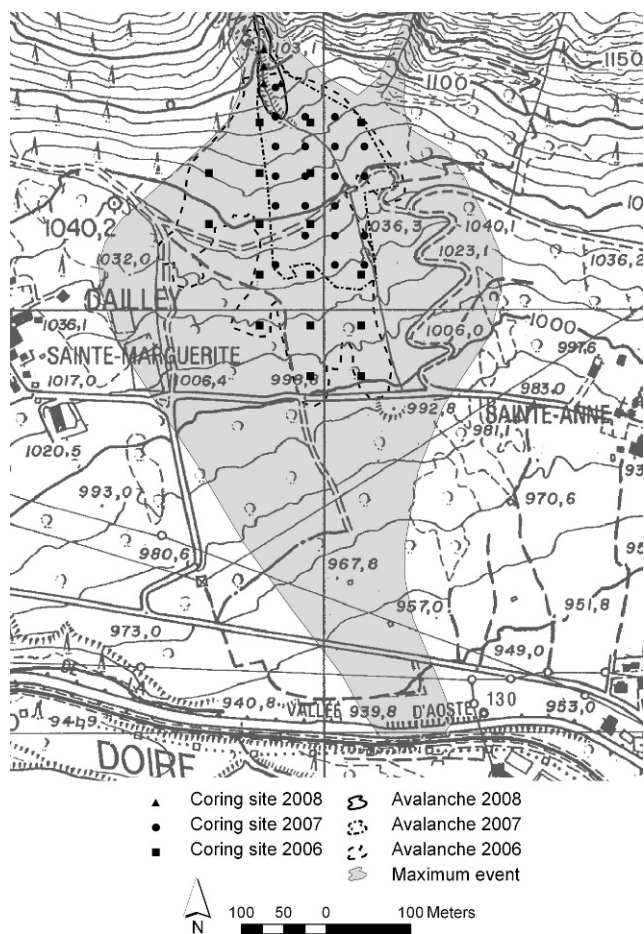 103,1
1150
1100
1040,2
1036,3
1040,1
1032,0
1023,1
1036,2
DAILLEY
1036,1
1006,0
1000
SAINTE-MARGUERITE
997,6
1017,0
1006,4
998,8
983,0
992,8
SAINTE-ANNE
981,1
1020,5
993,0
970,6
980,6
967,8
957,0
951,8
973,0
949,0
940,8
VALLÉE
939,8
D'AOSTE
130
953,0
DOIRE
Coring site 2008
Avalanche 2008
Coring site 2007
Avalanche 2007
Coring site 2006
Avalanche 2006
Maximum event
N
100 50 0 100 Meters